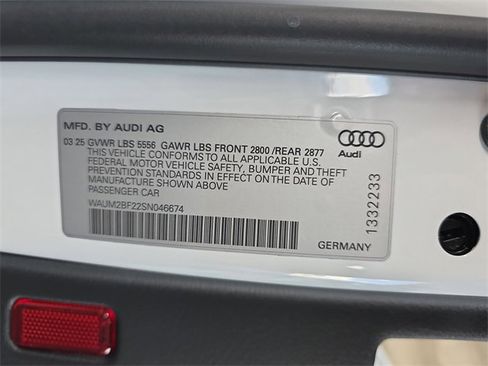 MFD. BY AUDI AG
03 25 GVWR LBS 5556 GAWR LBS FRONT 2800 /REAR 2877
THIS VEHICLE CONFORMS TO ALL APPLICABLE U.S.
FEDERAL MOTOR VEHICLE SAFETY, BUMPER AND THEFT
PREVENTION STANDARDS IN EFFECT ON THE DATE OF
MANUFACTURE SHOWN ABOVE
PASSENGER CAR
WAUM2BF22SN046674
Audi
1332233
GERMANY